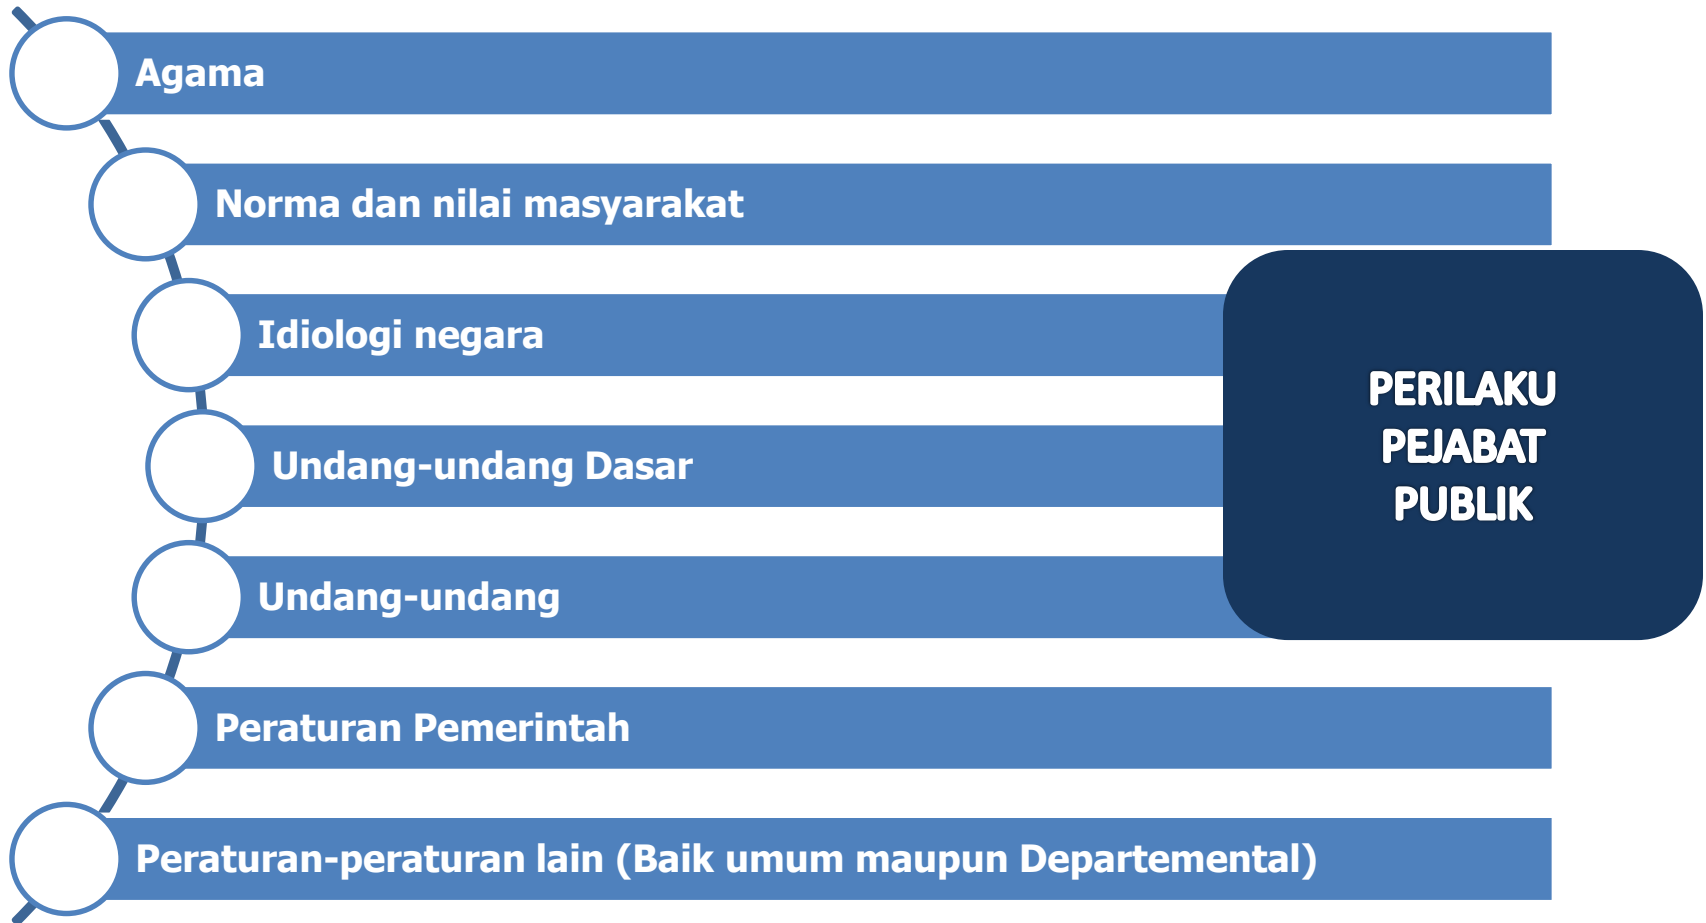 Agama
Norma dan nilai masyarakat
Idiologi negara
Undang-undang Dasar
Undang-undang
Peraturan Pemerintah
Peraturan-peraturan lain (Baik umum maupun Departemental)
PERILAKU
PEJABAT
PUBLIK